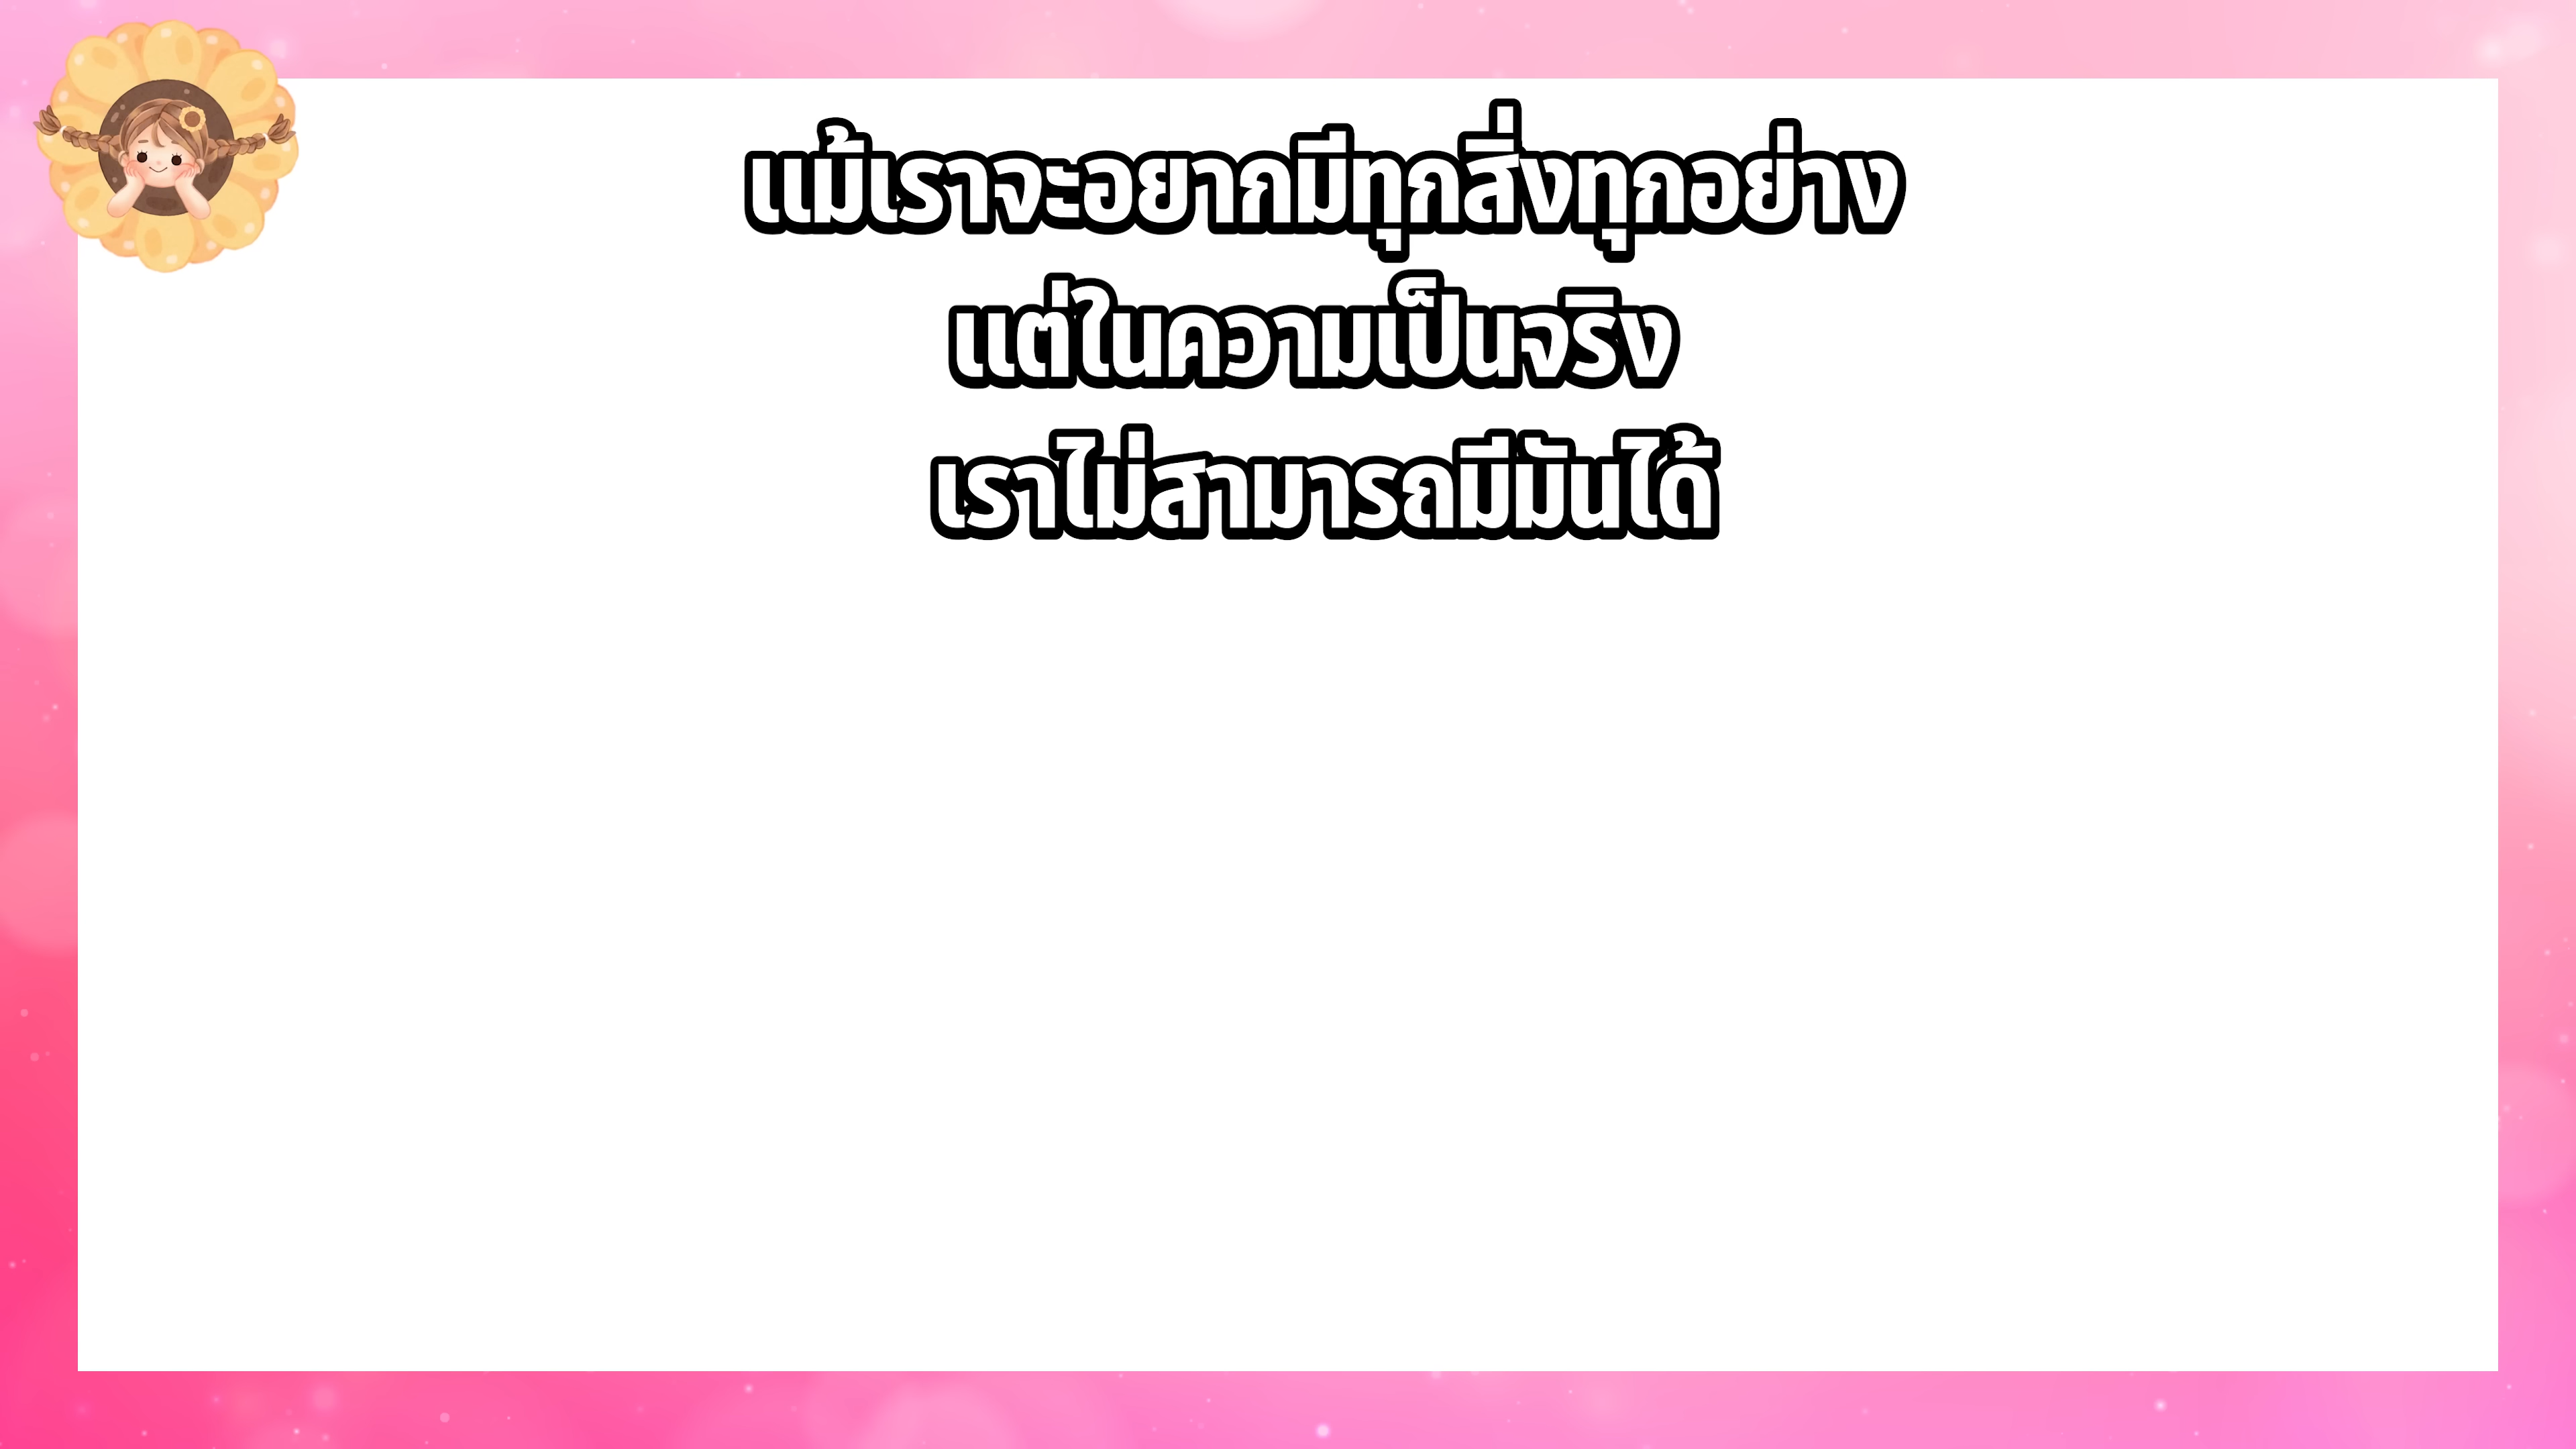 แม้เราจะอยากมีทุกสิ่งทุกอย่าง
แต่ในความเป็นจริง
เราไม่สามารถมีมันได้